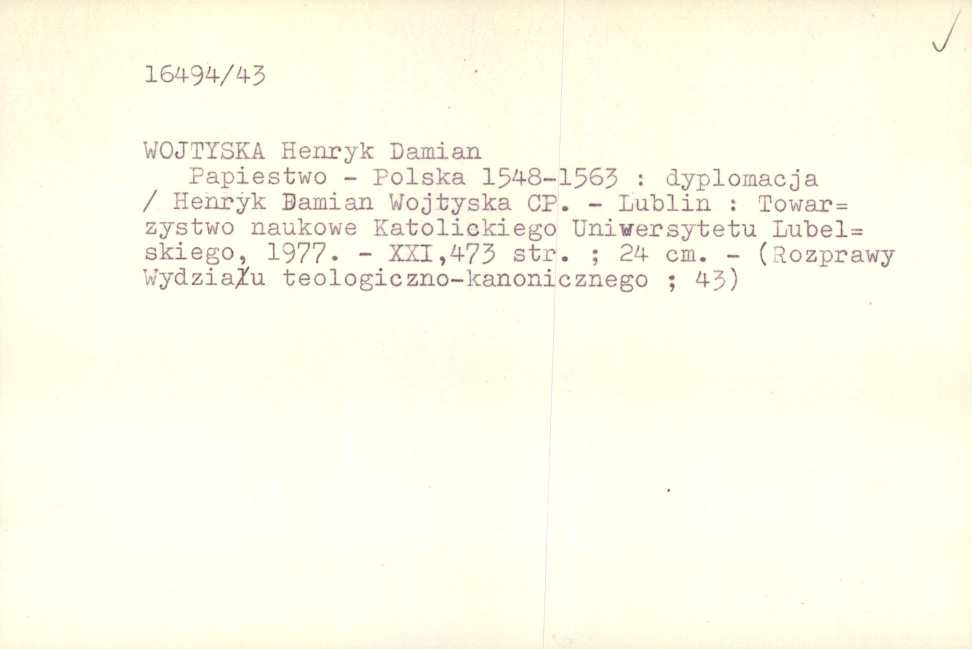 16494/43
WOJTYSKA Henryk Damian
Papiestwo - Polska 1548-1563 : dyplomacja
/ Henryk Damian Wojtyska CP. - Lublin : Towar=
zystwo naukowe Katolickiego Uniwersytetu Lubel=
skiego, 1977. - XXI,473 str. ; 24 cm. - (Rozprawy
Wydziału teologiczno-kanonicznego ; 43)